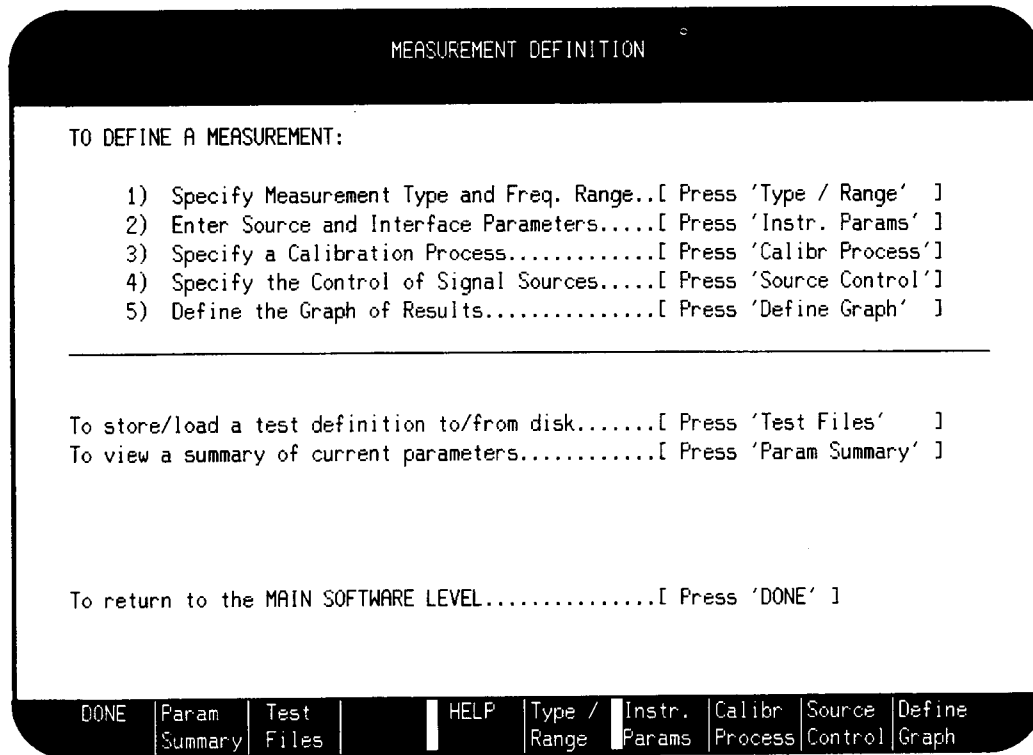 MEASUREMENT DEFINITION
TO DEFINE A MEASUREMENT:
1) Specify Measurement Type and Freq. Range..[ Press 'Type / Range' ]
2) Enter Source and Interface Parameters.....[ Press 'Instr. Params' ]
3) Specify a Calibration Process.............[ Press 'Calibr Process']
4) Specify the Control of Signal Sources.....[ Press 'Source Control']
5) Define the Graph of Results...............[ Press 'Define Graph' ]
To store/load a test definition to/from disk.......[ Press 'Test Files' ]
To view a summary of current parameters............[ Press 'Param Summary' ]
To return to the MAIN SOFTWARE LEVEL...............[ Press 'DONE' ]
DONE Param Test HELP Type / Instr. Calibr Source Define
Summary Files Range Params Process Control Graph